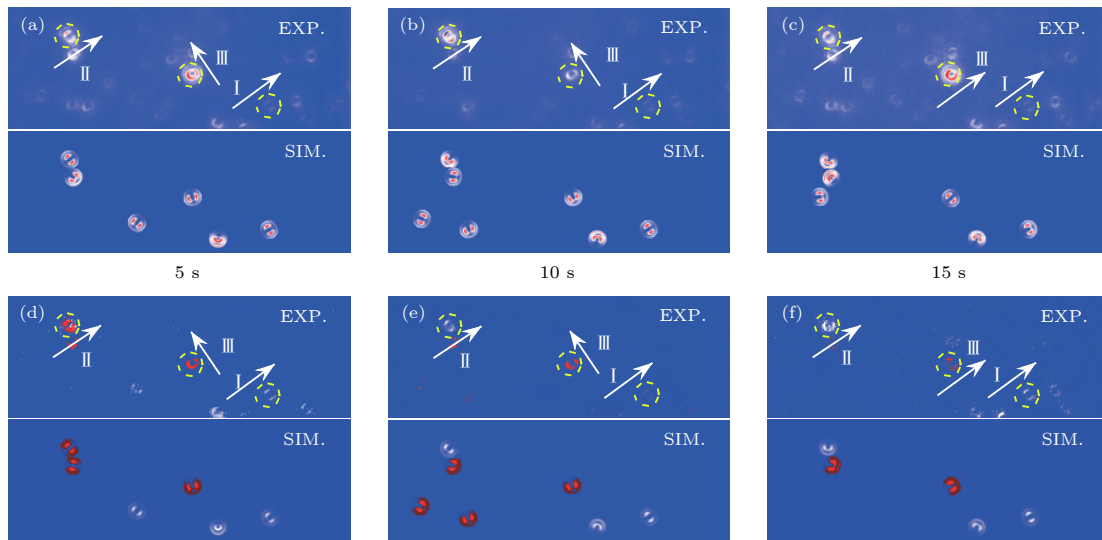 (a) EXP. Ⅱ Ⅲ Ⅰ
(b) EXP. Ⅱ Ⅲ Ⅰ
(c) EXP. Ⅱ Ⅲ Ⅰ
SIM. SIM. SIM.
5 s 10 s 15 s
(d) EXP. Ⅱ Ⅲ Ⅰ
(e) EXP. Ⅱ Ⅲ Ⅰ
(f) EXP. Ⅱ Ⅲ Ⅰ
SIM. SIM. SIM.